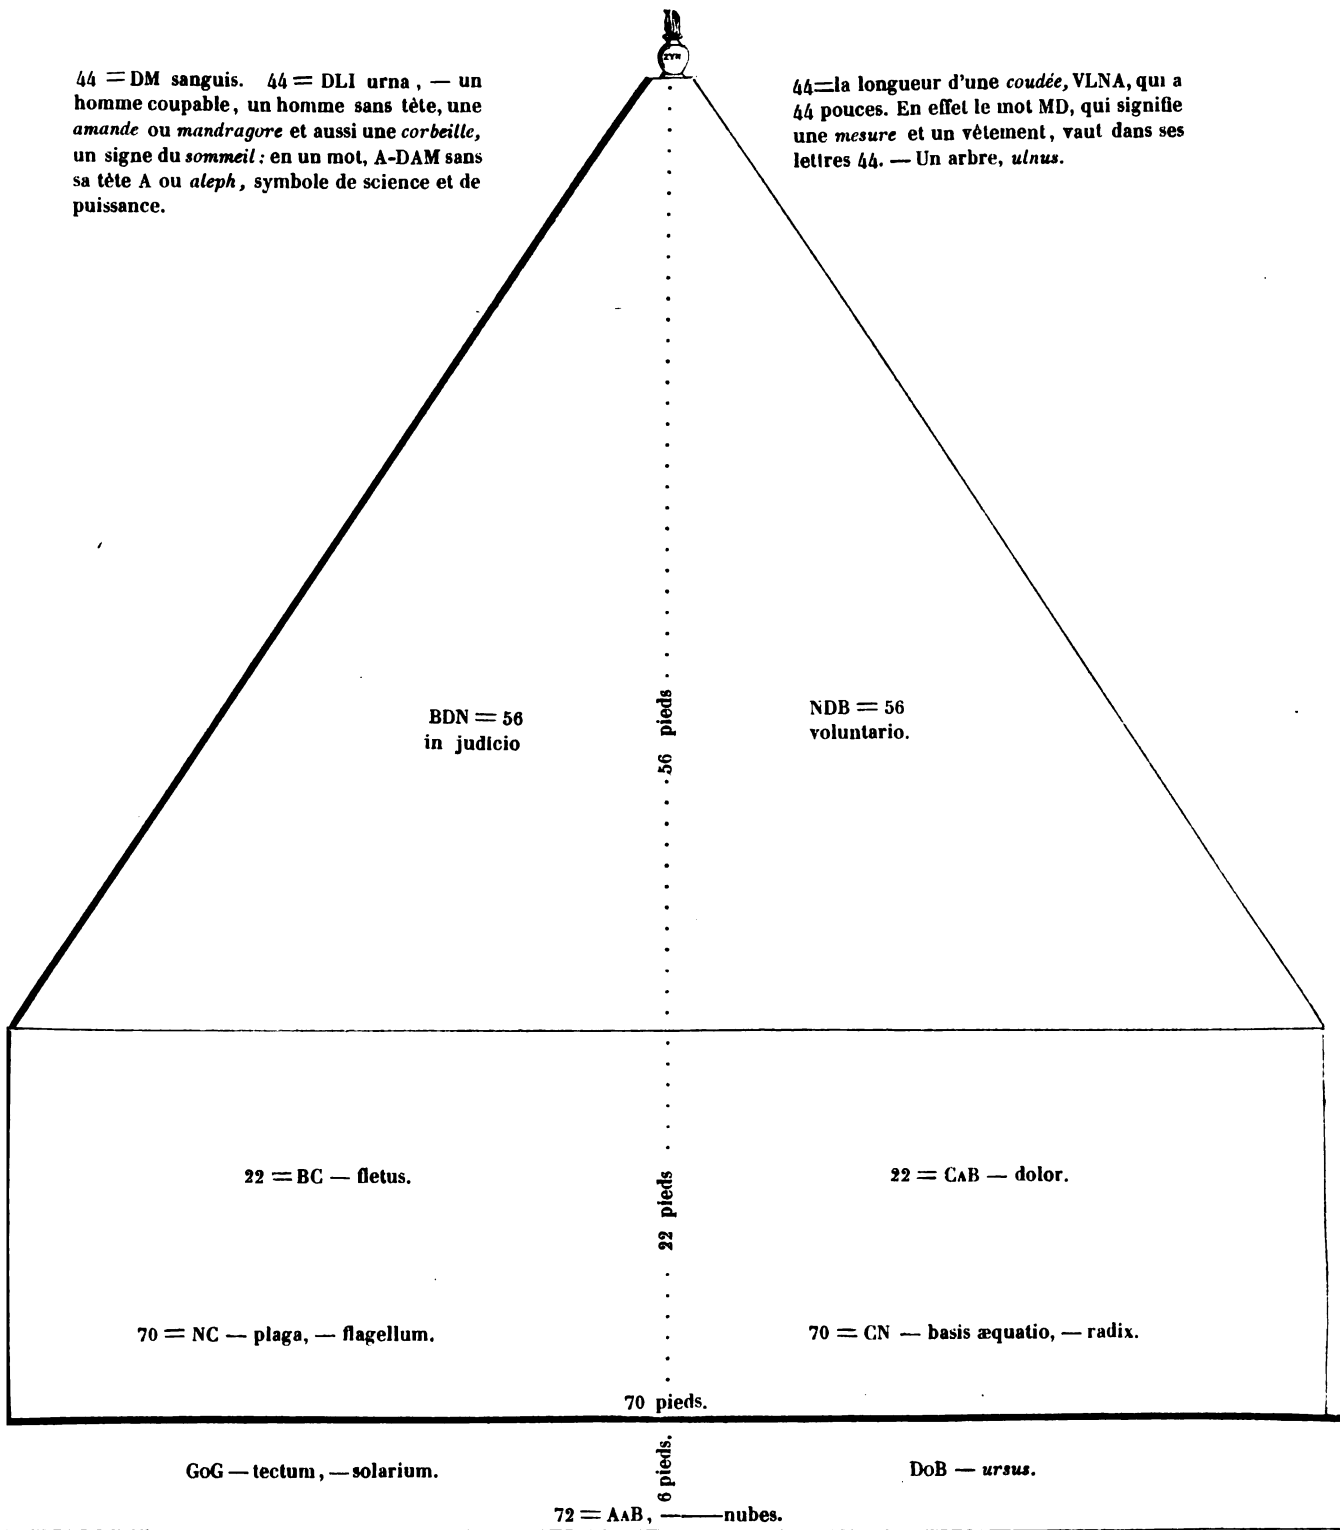 ZYN
44 = DM sanguis. 44 = DLI urna, — un
homme coupable, un homme sans tète, une
amande ou mandragore et aussi une corbeille,
un signe du sommeil : en un mot, A-DAM sans
sa tète A ou aleph, symbole de science et de
puissance.
44=la longueur d'une coudée, VLNA, qui a
44 pouces. En effet le mot MD, qui signifie
une mesure et un vêtement, vaut dans ses
lettres 44. — Un arbre, ulnus.
BDN = 56
in judicio
56 pieds
NDB = 56
voluntario.
22 = BC — fletus.
22 pieds
22 = CAB — dolor.
70 = NC — plaga, — flagellum.
70 = CN — basis æquatio, — radix.
70 pieds.
GoG — tectum, — solarium.
6 pieds.
DoB — ursus.
72 = AAB, ——nubes.